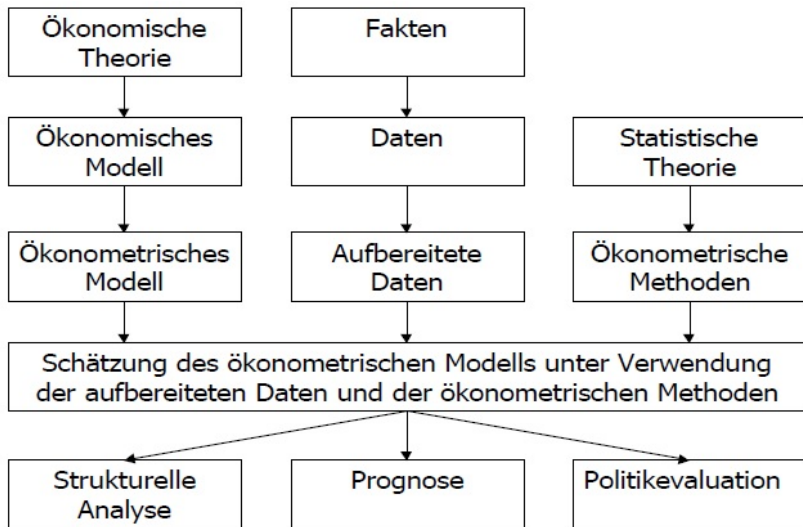 Ökonomische
Theorie
Fakten
Ökonomisches
Modell
Daten
Statistische
Theorie
Ökonometrisches
Modell
Aufbereitete
Daten
Ökonometrische
Methoden
Schätzung des ökonometrischen Modells unter Verwendung
der aufbereiteten Daten und der ökonometrischen Methoden
Strukturelle
Analyse
Prognose
Politikevaluation